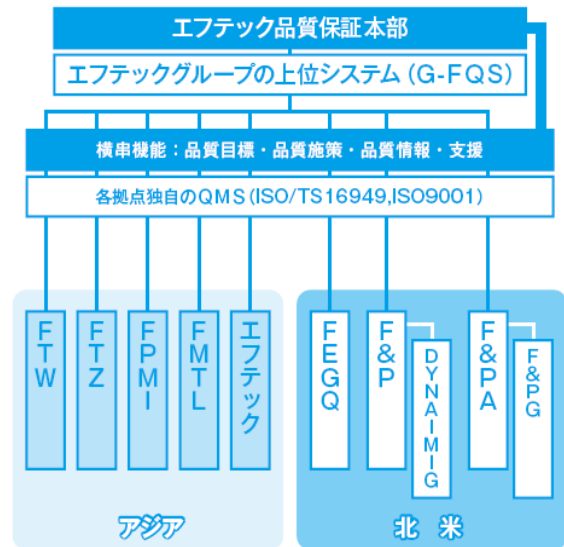 エフテック品質保証本部
エフテックグループの上位システム(G-FQS)
横串機能：品質目標・品質施策・品質情報・支援
各拠点独自のQMS(ISO/TS16949,ISO9001)
FTW
FTZ
FPMI
FMTL
エフテック
FEGQ
F&P
DYNAIMIG
F&PA
F&PG
アジア
北米